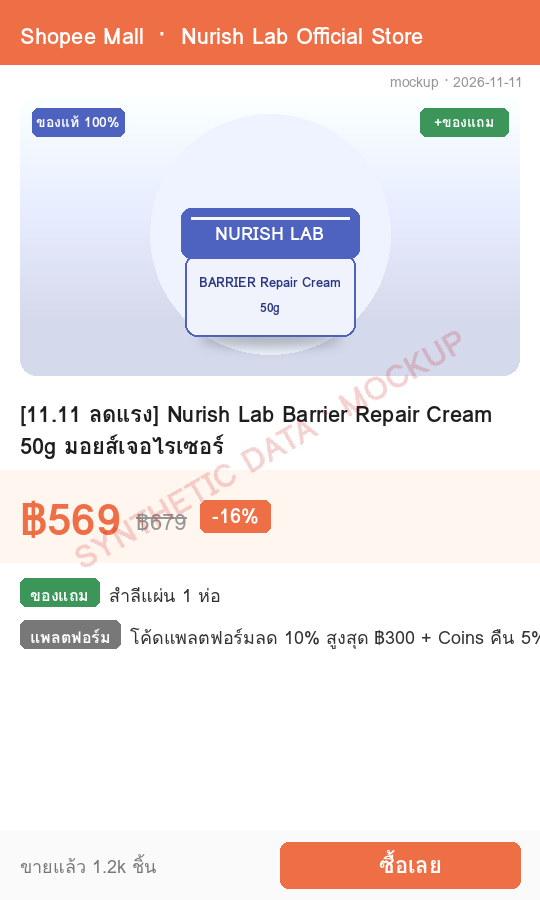 Shopee Mall · Nurish Lab Official Store
mockup · 2026-11-11
ของแท้ 100%
+ของแถม
NURISH LAB
BARRIER Repair Cream
50g
[11.11 ลดแรง] Nurish Lab Barrier Repair Cream
50g มอยส์เจอไรเซอร์
฿569 ฿679 -16%
SYNTHETIC DATA · MOCKUP
ของแถม สำลีแผ่น 1 ห่อ
แพลตฟอร์ม โค้ดแพลตฟอร์มลด 10% สูงสุด ฿300 + Coins คืน 5%
ขายแล้ว 1.2k ชิ้น
ซื้อเลย